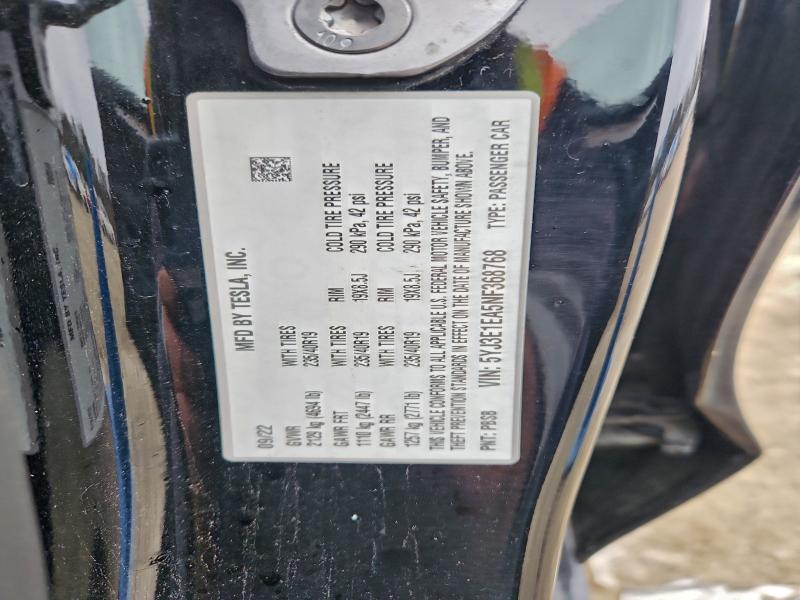 100
MFD BY TESLA, INC.
09/22
GVWR WITH TIRES
2129 kg (4694 lb) 235/40R19
GAWR FRT WITH TIRES RIM COLD TIRE PRESSURE
1110 kg (2447 lb) 235/40R19 19X8.5J 290 kPa, 42 psi
GAWR RR WITH TIRES RIM COLD TIRE PRESSURE
1257 kg (2771 lb) 235/40R19 19X8.5J 290 kPa, 42 psi
THIS VEHICLE CONFORMS TO ALL APPLICABLE U.S. FEDERAL MOTOR VEHICLE SAFETY, BUMPER, AND
THEFT PREVENTION STANDARDS IN EFFECT ON THE DATE OF MANUFACTURE SHOWN ABOVE.
PNT: PBSB VIN: 5YJ3E1EA5NF368768 TYPE: PASSENGER CAR